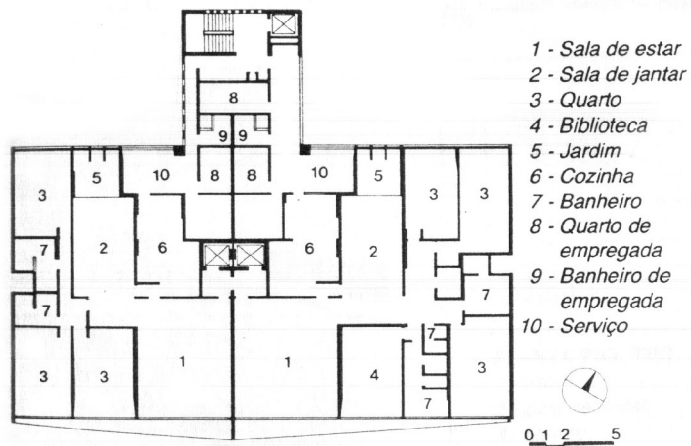 1 - Sala de estar
2 - Sala de jantar
3 - Quarto
4 - Biblioteca
5 - Jardim
6 - Cozinha
7 - Banheiro
8 - Quarto de
empregada
9 - Banheiro de
empregada
10 - Serviço
8
9 9
3 5 10 8 8 10 5 3 3
7 2 6 6 2
7 7
7
3 3 1 1 4 3
7
0 1 2 5